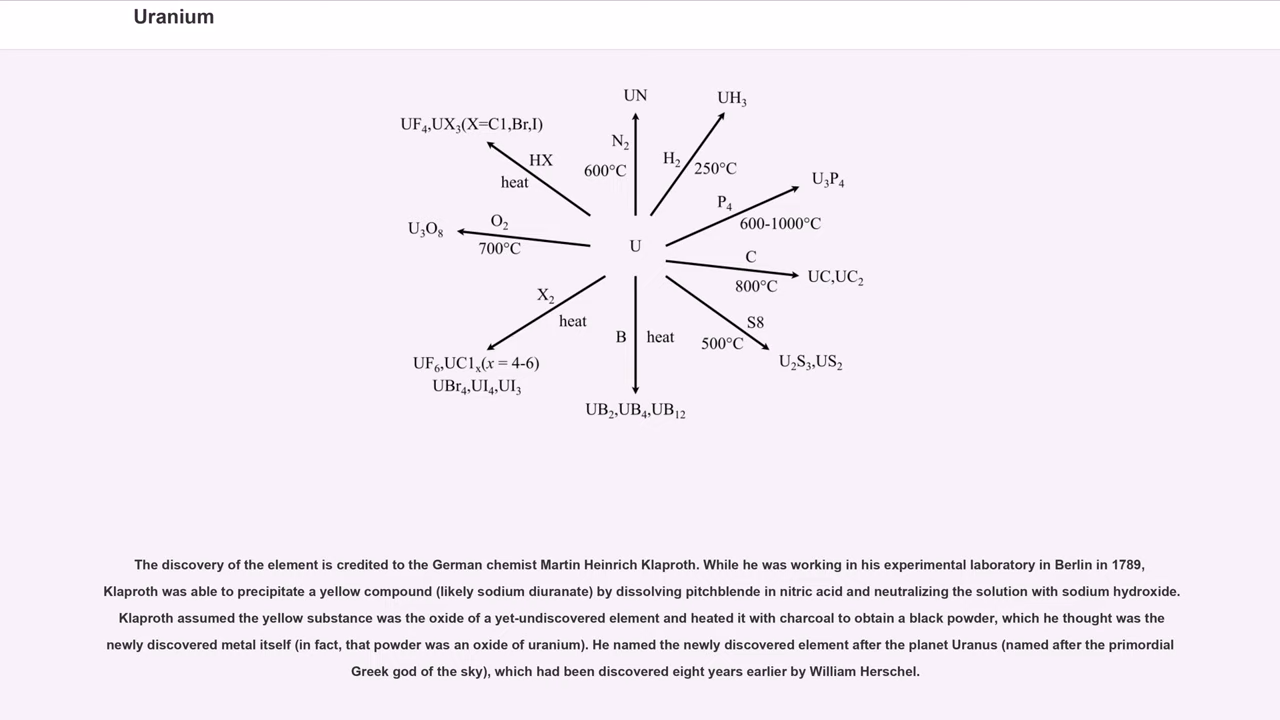 Uranium
UN
UH₃
UF₄,UX₃(X=C1,Br,I)
N₂
600°C
H₂
250°C
HX
heat
U₃P₄
P₄
600-1000°C
U₃O₈
O₂
700°C
U
C
800°C
UC,UC₂
X₂
heat
B
heat
S8
500°C
U₂S₃,US₂
UF₆,UC1ₓ(x = 4-6)
UBr₄,UI₄,UI₃
UB₂,UB₄,UB₁₂
The discovery of the element is credited to the German chemist Martin Heinrich Klaproth. While he was working in his experimental laboratory in Berlin in 1789,
Klaproth was able to precipitate a yellow compound (likely sodium diuranate) by dissolving pitchblende in nitric acid and neutralizing the solution with sodium hydroxide.
Klaproth assumed the yellow substance was the oxide of a yet-undiscovered element and heated it with charcoal to obtain a black powder, which he thought was the
newly discovered metal itself (in fact, that powder was an oxide of uranium). He named the newly discovered element after the planet Uranus (named after the primordial
Greek god of the sky), which had been discovered eight years earlier by William Herschel.